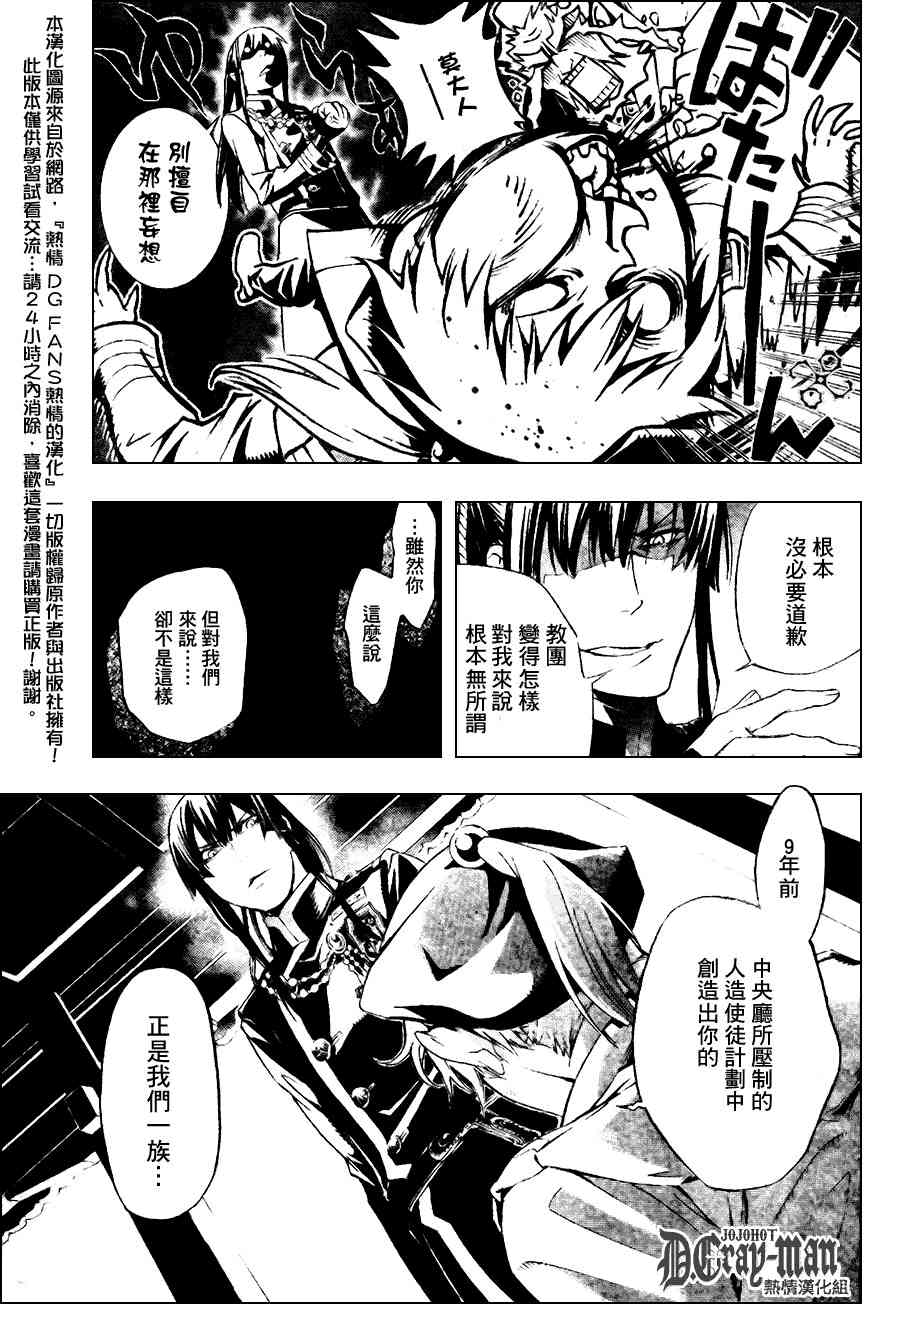 ばたーん
莫大人
——
ゆ
ら
別擅自
在那裡妄想
根本
沒必要道歉
教團
變得怎樣
對我來說
根本無所謂
…雖然你
這麼說
但對我們
來說……
卻不是這樣
9年前
中央廳所壓制的
人造使徒計劃中
創造出你的
正是我們一族…
本漢化圖源來自於網路，『熱情DGFANS熱情的漢化』一切版權歸原作者與出版社擁有！
此版本僅供學習試看交流…請24小時之內消除，喜歡這套漫畫請購買正版！謝謝。
JOJOHOT
D.Gray-man
熱情漢化組